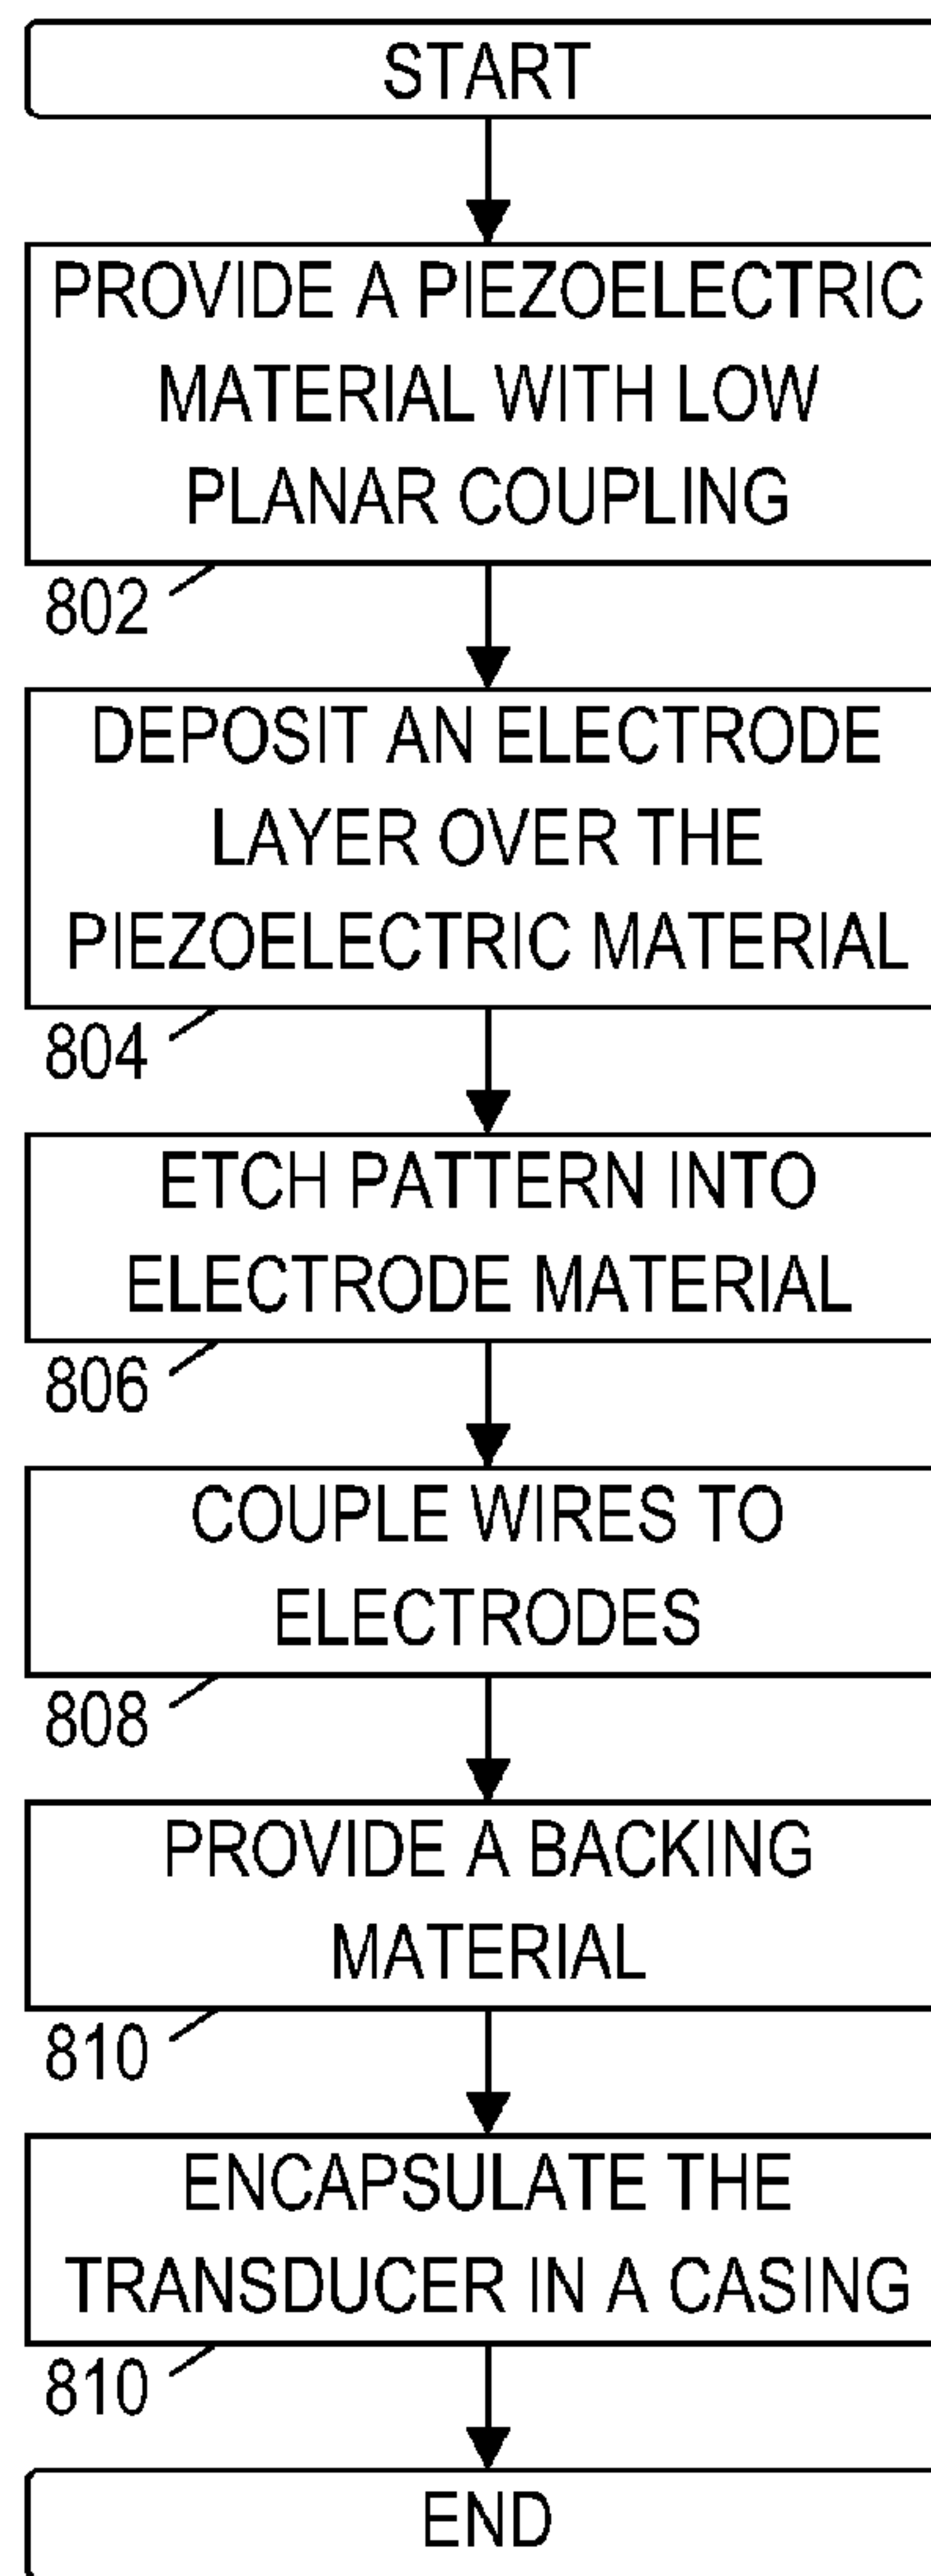 START
PROVIDE A PIEZOELECTRIC
MATERIAL WITH LOW
PLANAR COUPLING
802
DEPOSIT AN ELECTRODE
LAYER OVER THE
PIEZOELECTRIC MATERIAL
804
ETCH PATTERN INTO
ELECTRODE MATERIAL
806
COUPLE WIRES TO
ELECTRODES
808
PROVIDE A BACKING
MATERIAL
810
ENCAPSULATE THE
TRANSDUCER IN A CASING
810
END